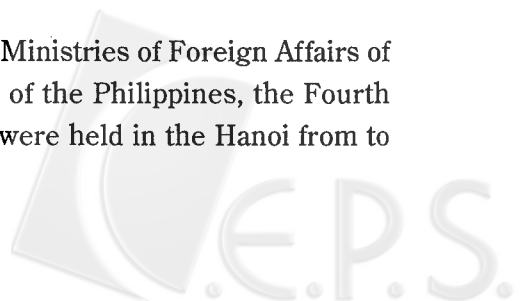 Ministries of Foreign Affairs of
of the Philippines, the Fourth
were held in the Hanoi from to
C.E.P.S.